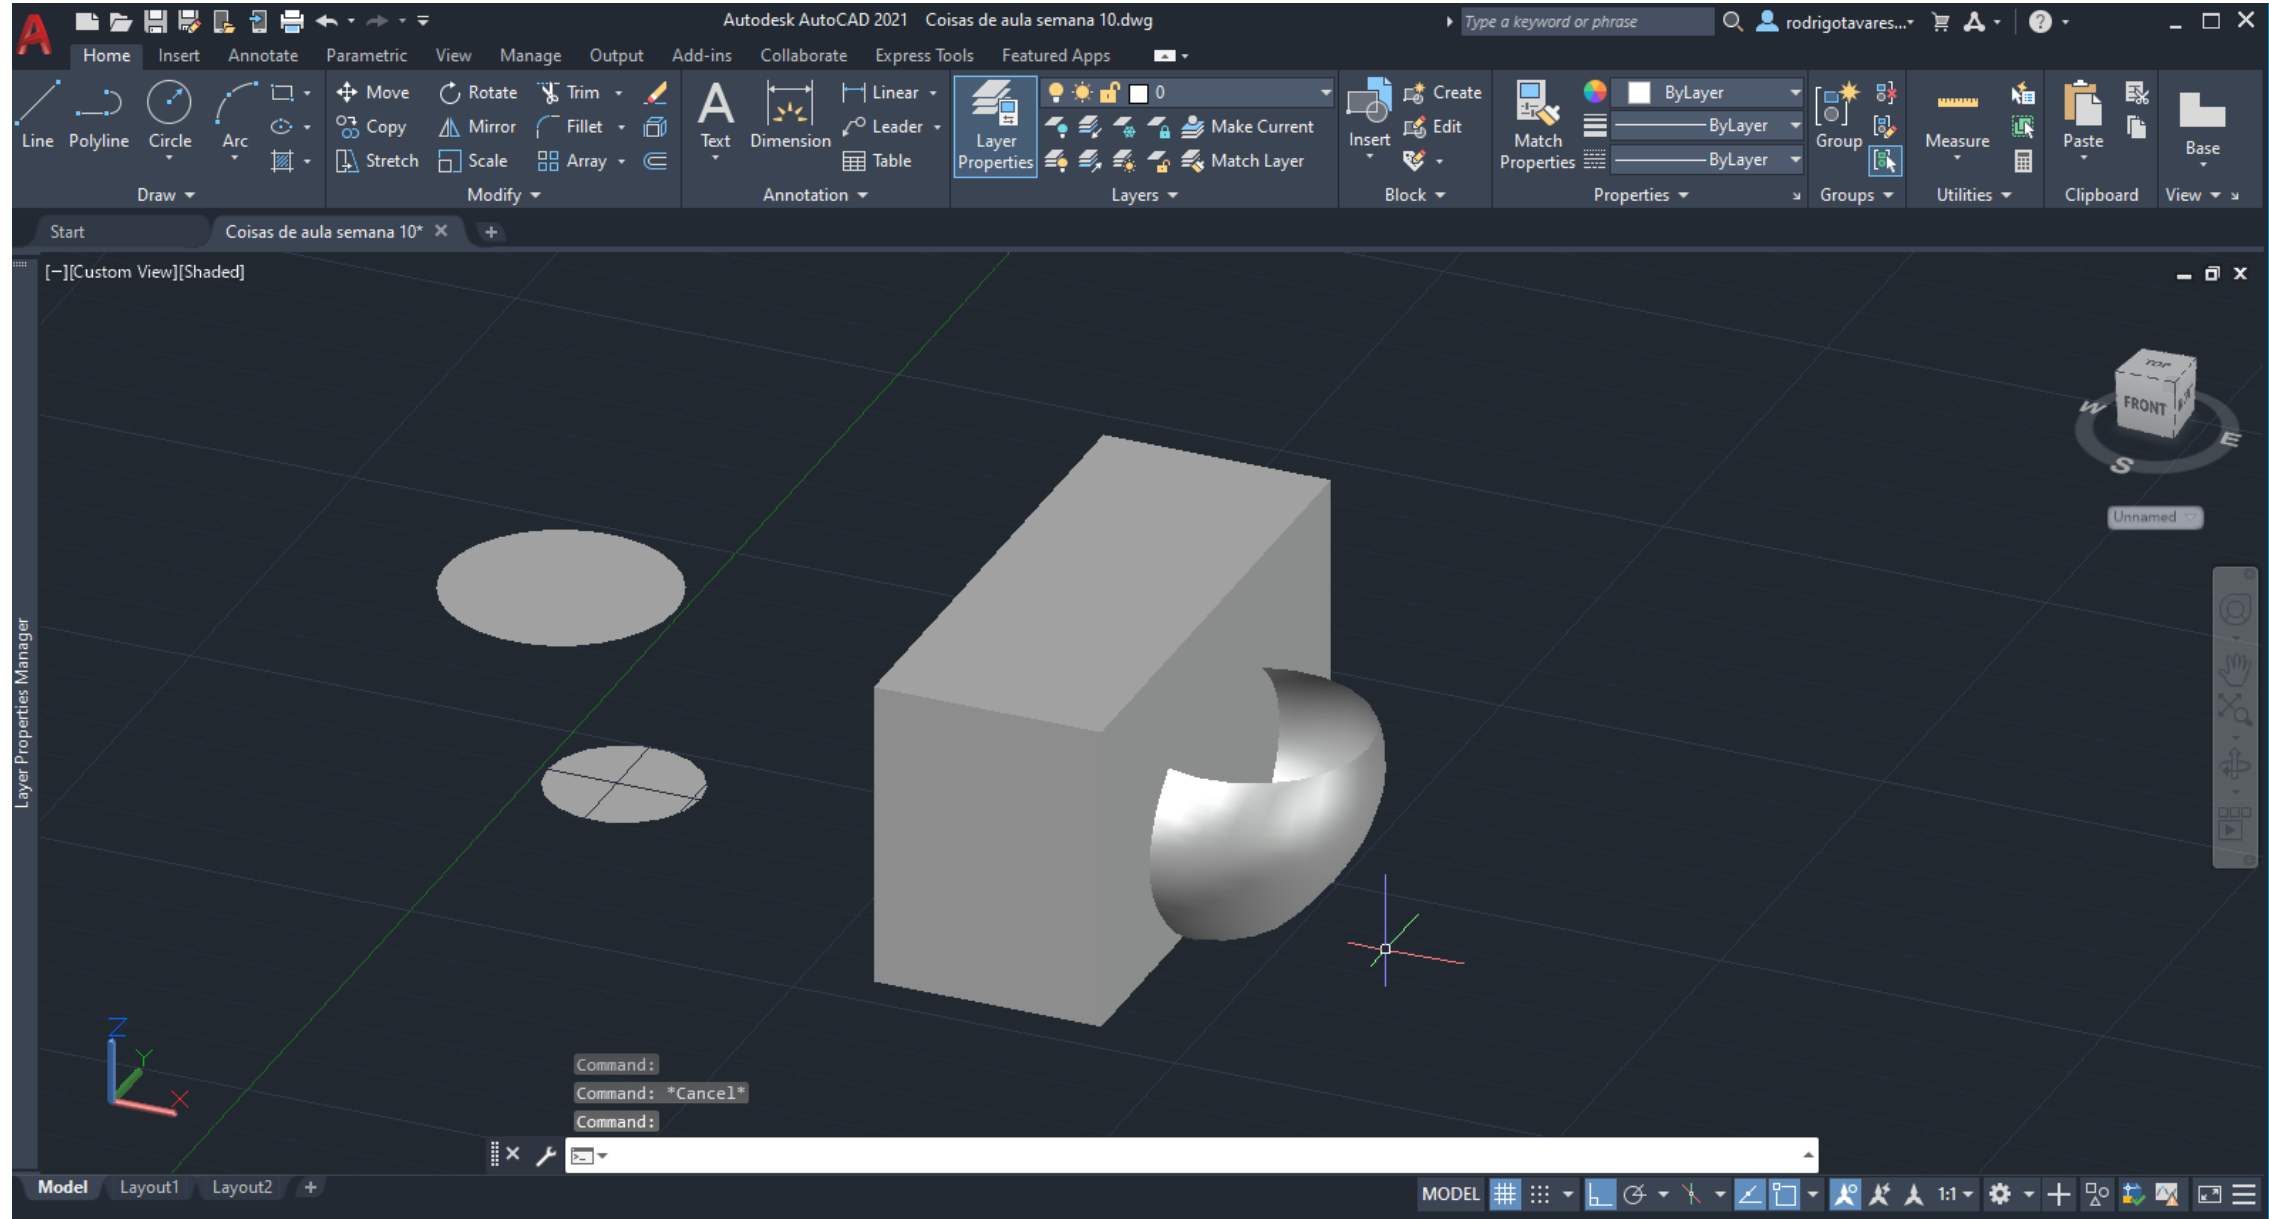 Autodesk AutoCAD 2021 Coisas de aula semana 10.dwg
Type a keyword or phrase
rodrigotavares...
Home Insert Annotate Parametric View Manage Output Add-ins Collaborate Express Tools Featured Apps
Line Polyline Circle Arc
Move Rotate Trim
Copy Mirror Fillet
Stretch Scale Array
Text Dimension
Linear
Leader
Table
Layer
Properties
0
Make Current
Match Layer
Insert
Create
Edit
Match
Properties
ByLayer
ByLayer
ByLayer
Group
Measure
Paste
Base
Draw Modify Annotation Layers Block Properties Groups Utilities Clipboard View
Start Coisas de aula semana 10* +
[−][Custom View][Shaded]
TOP
FRONT
W
E
S
Unnamed
Layer Properties Manager
Z
Y
X
Command:
Command: *Cancel*
Command:
Model Layout1 Layout2 +
MODEL
1:1